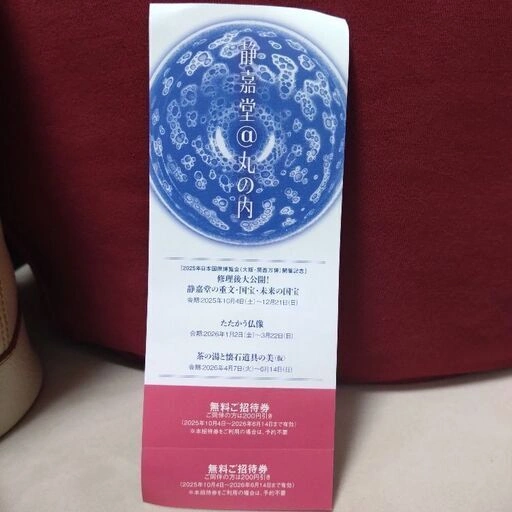 静嘉堂@丸の内
［2025年日本国際博覧会（大阪・関西万博）開催記念］
修理後大公開！
静嘉堂の重文・国宝・未来の国宝
会期:2025年10月4日（土）〜12月21日（日）
たたかう仏像
会期:2026年1月2日（金）〜3月22日（日）
茶の湯と懐石道具の美（仮）
会期:2026年4月7日（火）〜6月14日（日）
無料ご招待券
ご同伴の方は200円引き
（2025年10月4日〜2026年6月14日まで有効）
※本招待券をご利用の場合は、予約不要
無料ご招待券
ご同伴の方は200円引き
（2025年10月4日〜2026年6月14日まで有効）
※本招待券をご利用の場合は、予約不要